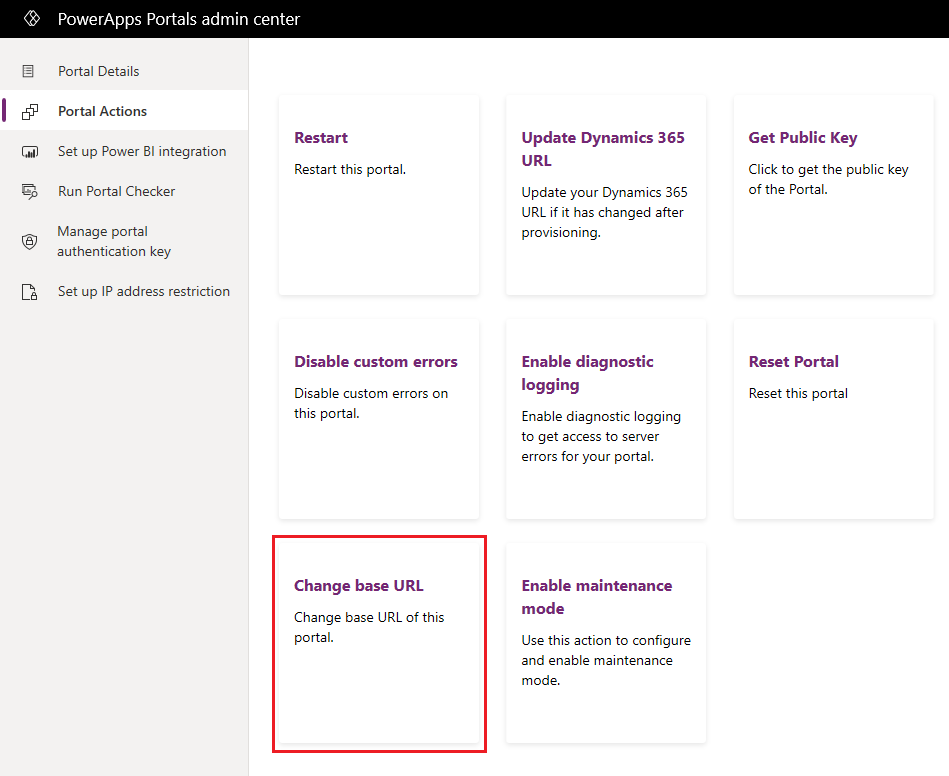 PowerApps Portals admin center
Portal Details
Portal Actions
Set up Power BI integration
Run Portal Checker
Manage portal
authentication key
Set up IP address restriction
Restart
Restart this portal.
Update Dynamics 365
URL
Update your Dynamics 365
URL if it has changed after
provisioning.
Get Public Key
Click to get the public key
of the Portal.
Disable custom errors
Disable custom errors on
this portal.
Enable diagnostic
logging
Enable diagnostic logging
to get access to server
errors for your portal.
Reset Portal
Reset this portal
Change base URL
Change base URL of this
portal.
Enable maintenance
mode
Use this action to configure
and enable maintenance
mode.